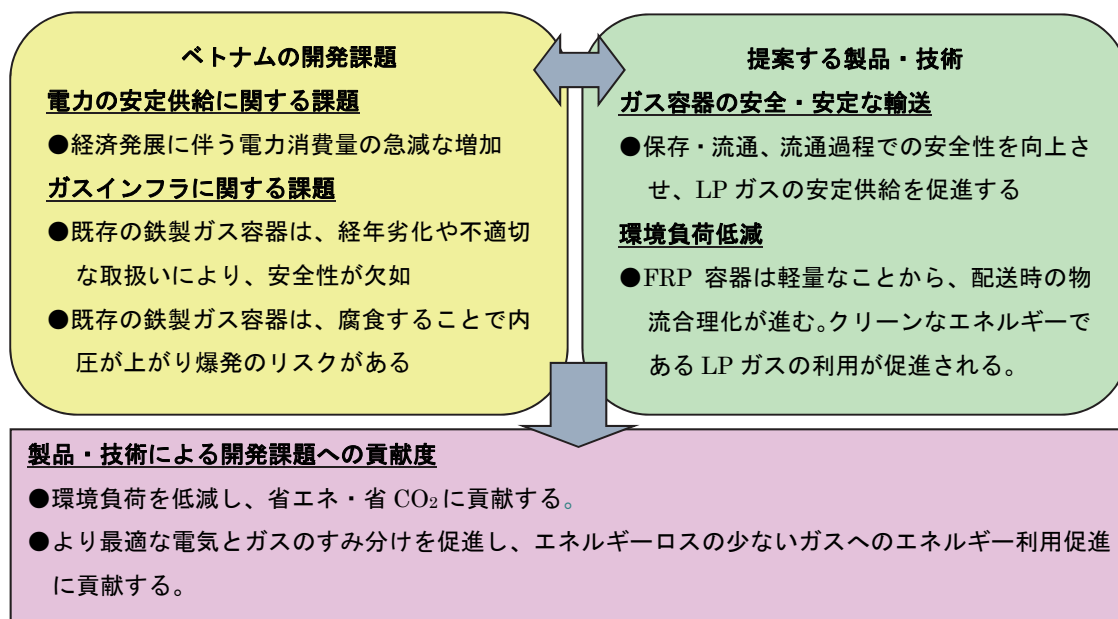 ベトナムの開発課題
電力の安定供給に関する課題
●経済発展に伴う電力消費量の急減な増加
ガスインフラに関する課題
●既存の鉄製ガス容器は、経年劣化や不適切
な取扱いにより、安全性が欠如
●既存の鉄製ガス容器は、腐食することで内
圧が上がり爆発のリスクがある
提案する製品・技術
ガス容器の安全・安定な輸送
●保存・流通、流通過程での安全性を向上さ
せ、LP ガスの安定供給を促進する
環境負荷低減
●FRP 容器は軽量なことから、配送時の物
流合理化が進む。クリーンなエネルギーで
ある LP ガスの利用が促進される。
製品・技術による開発課題への貢献度
●環境負荷を低減し、省エネ・省 CO₂に貢献する。
●より最適な電気とガスのすみ分けを促進し、エネルギーロスの少ないガスへのエネルギー利用促進
に貢献する。